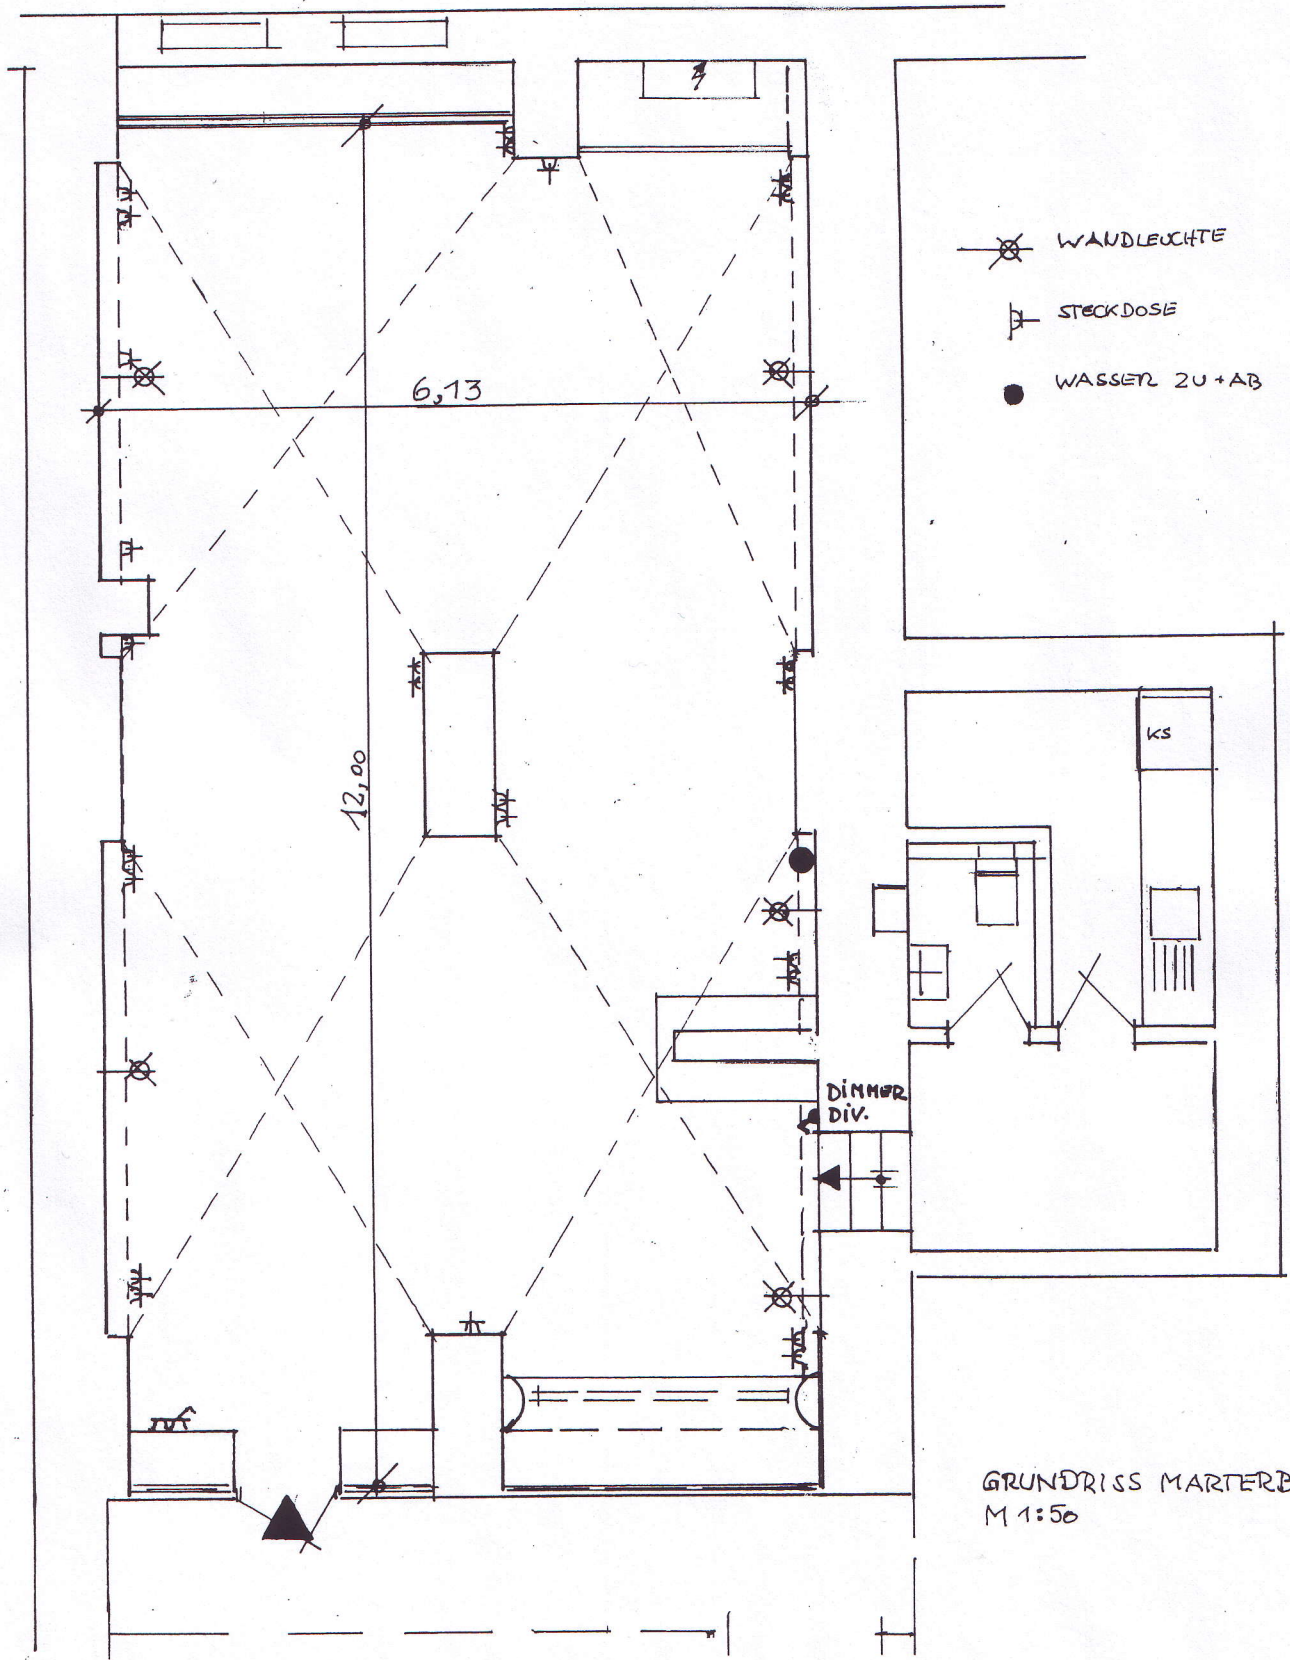 WANDLEUCHTE
STECKDOSE
WASSER ZU+AB
6,13
12,00
KS
DIMMER
DIV.
GRUNDRISS MARTERB
M 1:50